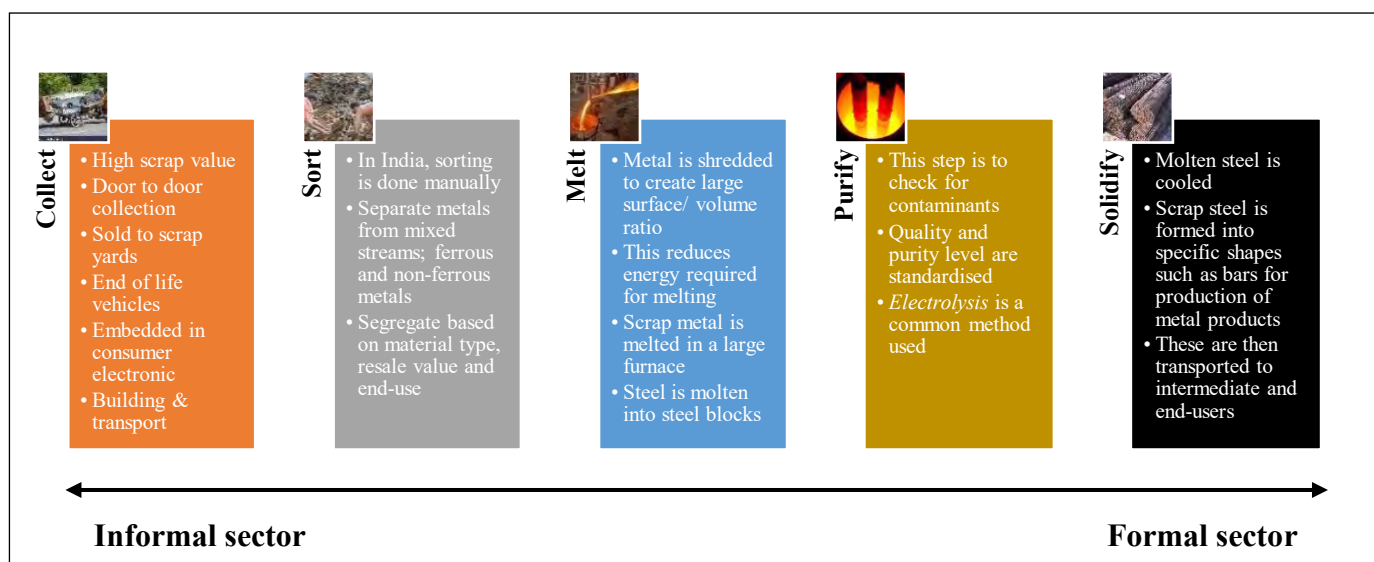 Collect
• High scrap value
• Door to door
collection
• Sold to scrap
yards
• End of life
vehicles
• Embedded in
consumer
electronic
• Building &
transport
Sort
• In India, sorting
is done manually
• Separate metals
from mixed
streams; ferrous
and non-ferrous
metals
• Segregate based
on material type,
resale value and
end-use
Melt
• Metal is shredded
to create large
surface/ volume
ratio
• This reduces
energy required
for melting
• Scrap metal is
melted in a large
furnace
• Steel is molten
into steel blocks
Purify
• This step is to
check for
contaminants
• Quality and
purity level are
standardised
• Electrolysis is a
common method
used
Solidify
• Molten steel is
cooled
• Scrap steel is
formed into
specific shapes
such as bars for
production of
metal products
• These are then
transported to
intermediate and
end-users
Informal sector
Formal sector